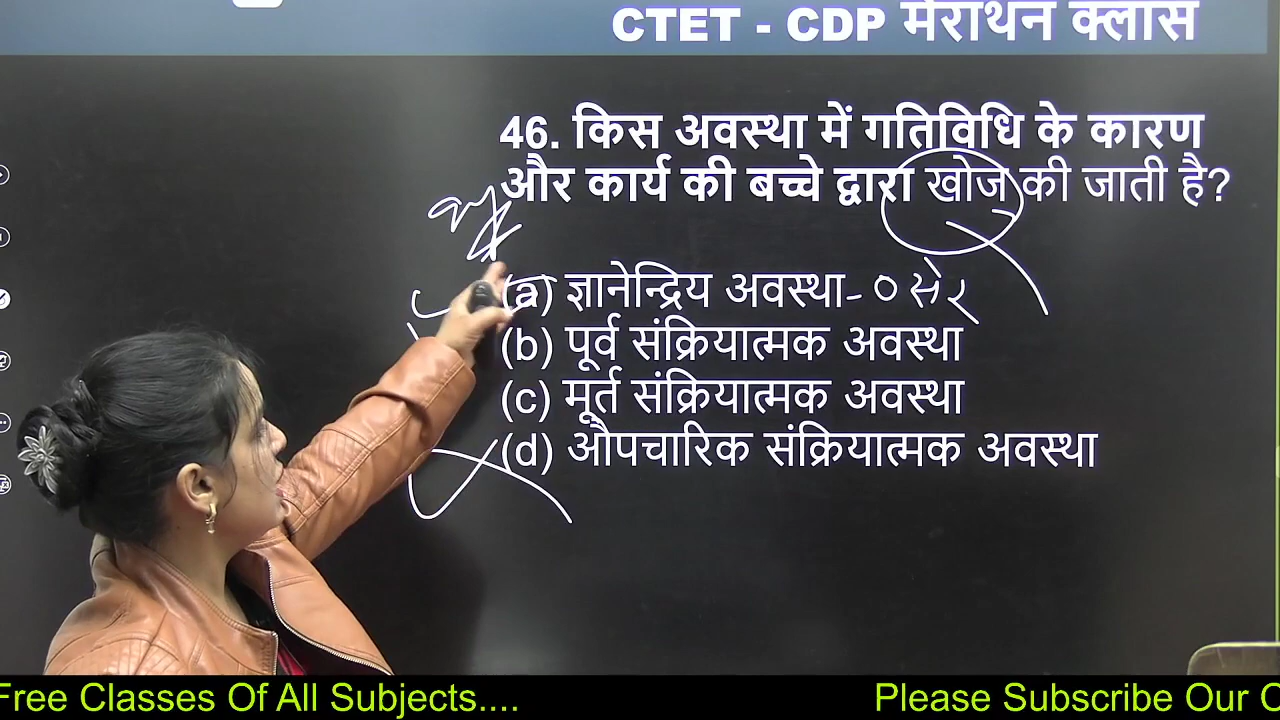 CTET - CDP मैराथन क्लास
46. किस अवस्था में गतिविधि के कारण
और कार्य की बच्चे द्वारा खोज की जाती है?
(a) ज्ञानेन्द्रिय अवस्था- 0 से २
(b) पूर्व संक्रियात्मक अवस्था
(c) मूर्त संक्रियात्मक अवस्था
(d) औपचारिक संक्रियात्मक अवस्था
Free Classes Of All Subjects.... Please Subscribe Our